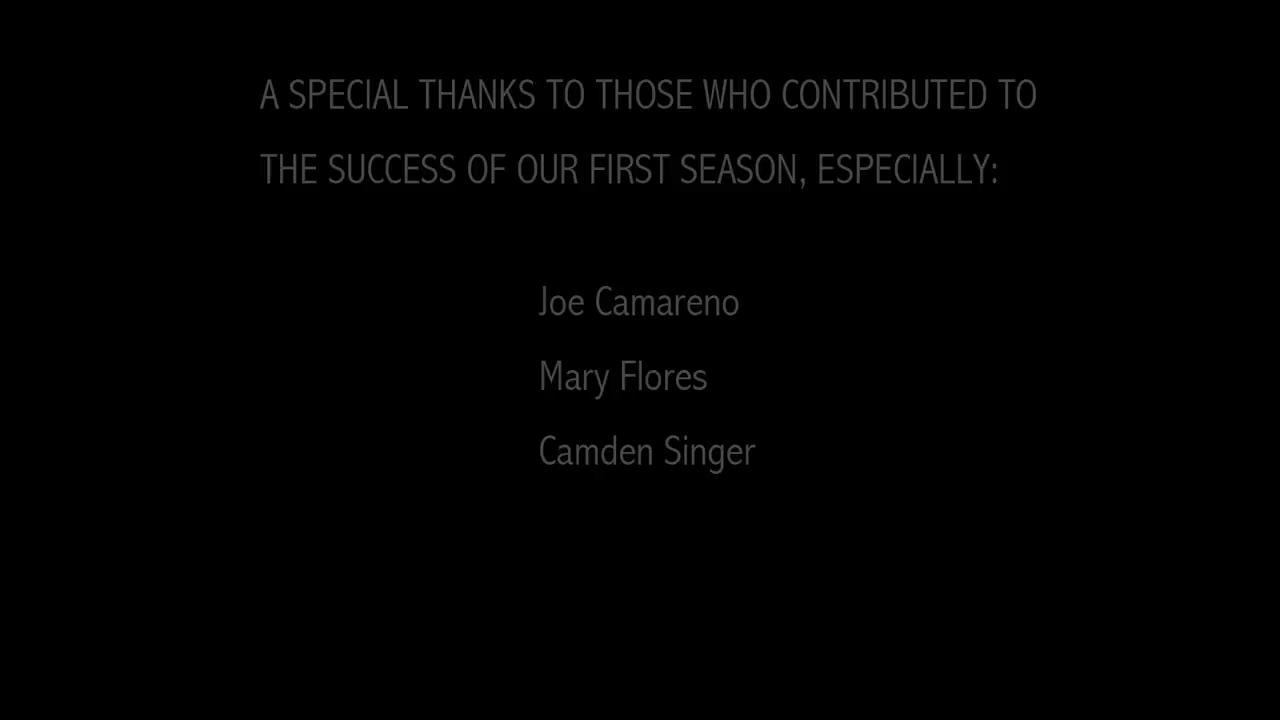 A SPECIAL THANKS TO THOSE WHO CONTRIBUTED TO
THE SUCCESS OF OUR FIRST SEASON, ESPECIALLY:
Joe Camareno
Mary Flores
Camden Singer